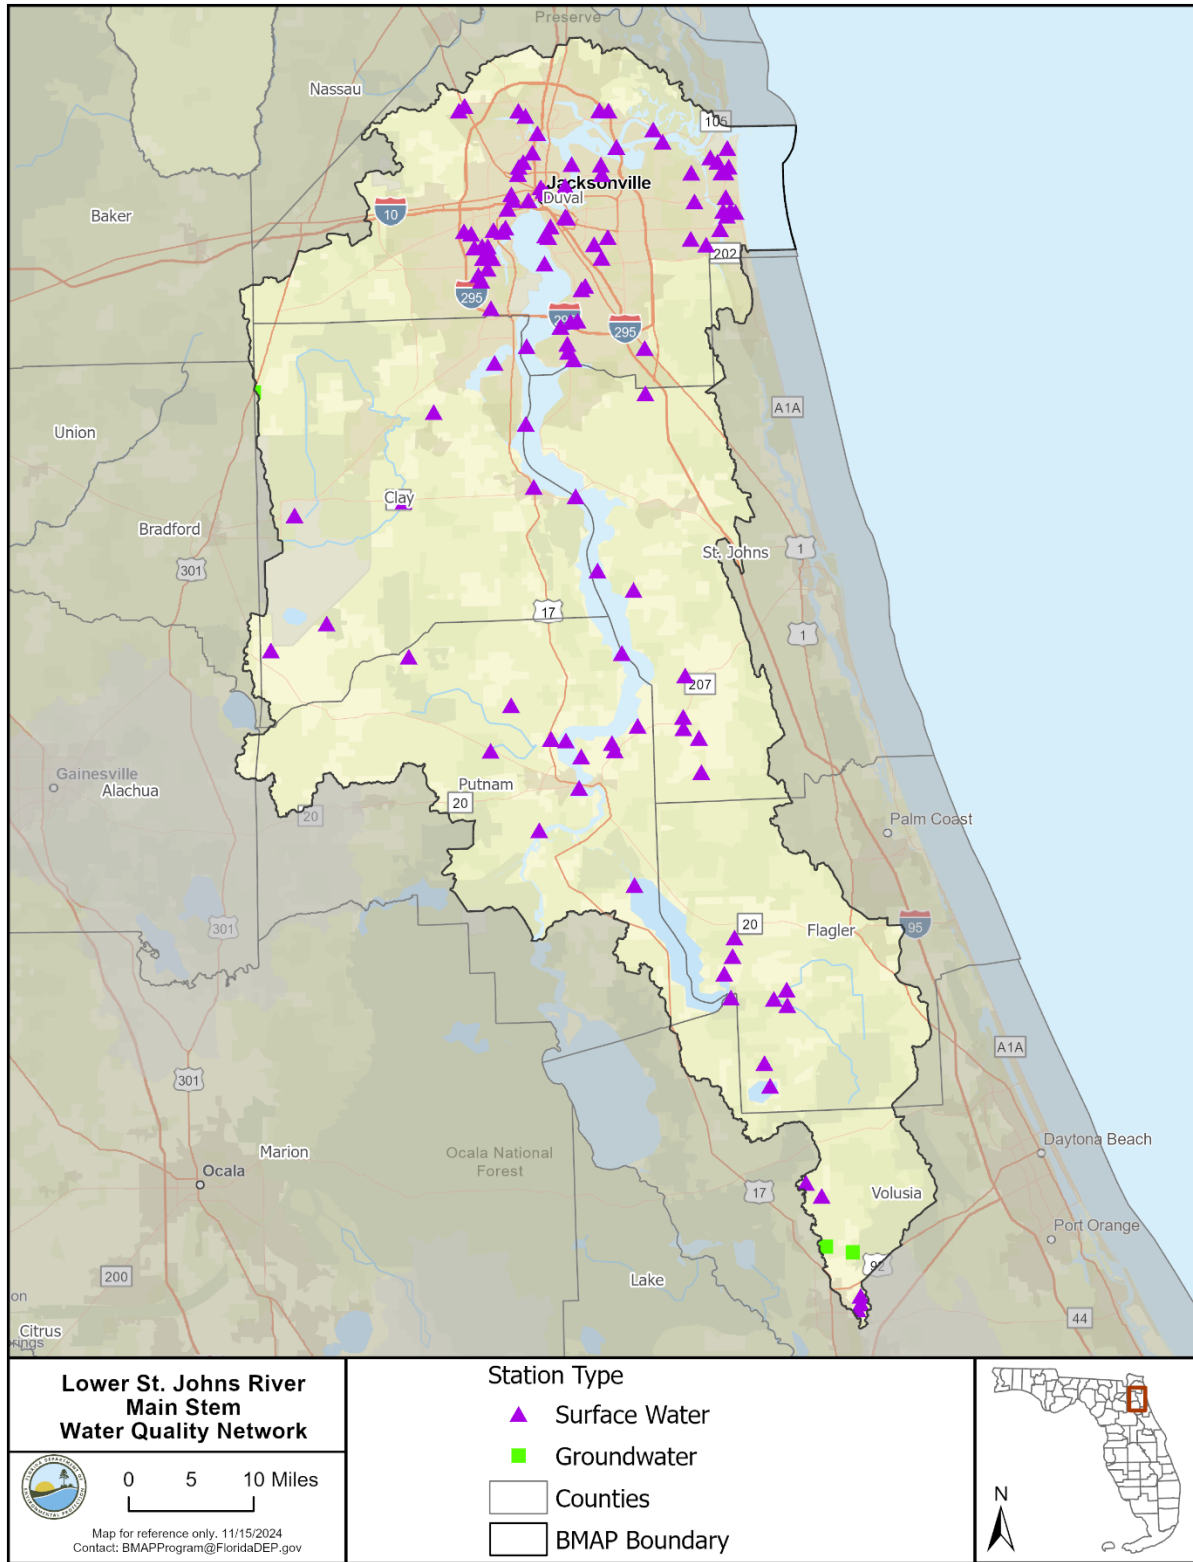 Preserve
Nassau
105
Jacksonville
Duval
Baker
10
202
295
295
A1A
Union
Clay
Bradford
St. Johns
1
301
17
1
207
Gainesville
Alachua
Putnam
20
20
Palm Coast
301
20
Flagler
95
A1A
301
Marion
Ocala National
Forest
Daytona Beach
Ocala
17
Volusia
Port Orange
92
200
Lake
44
Citrus
Lower St. Johns River
Main Stem
Water Quality Network
0 5 10 Miles
Map for reference only. 11/15/2024
Contact: BMAPProgram@FloridaDEP.gov
Station Type
Surface Water
Groundwater
Counties
BMAP Boundary
N